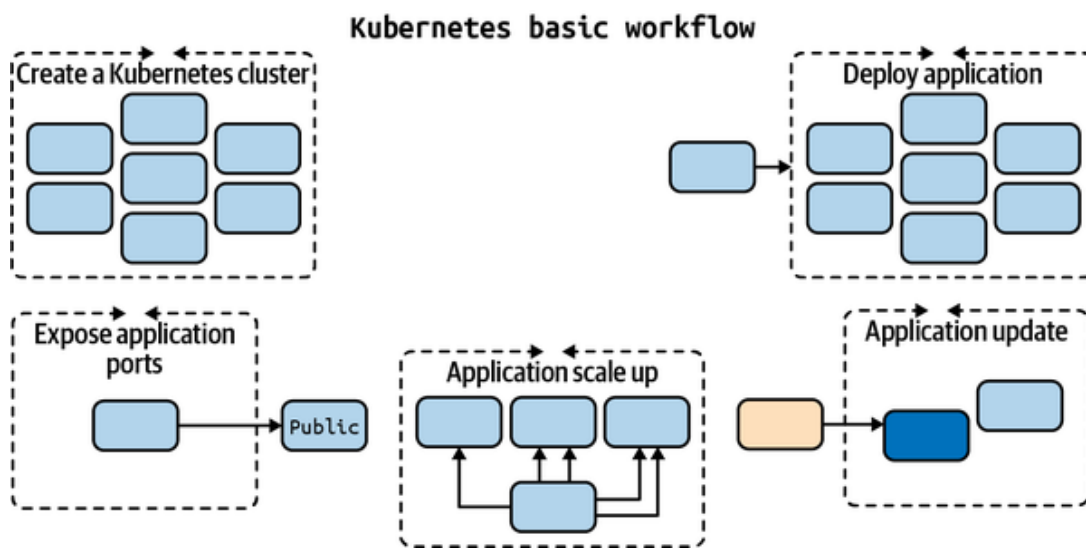 Kubernetes basic workflow
Create a Kubernetes cluster
Deploy application
Expose application
ports
Public
Application scale up
Application update